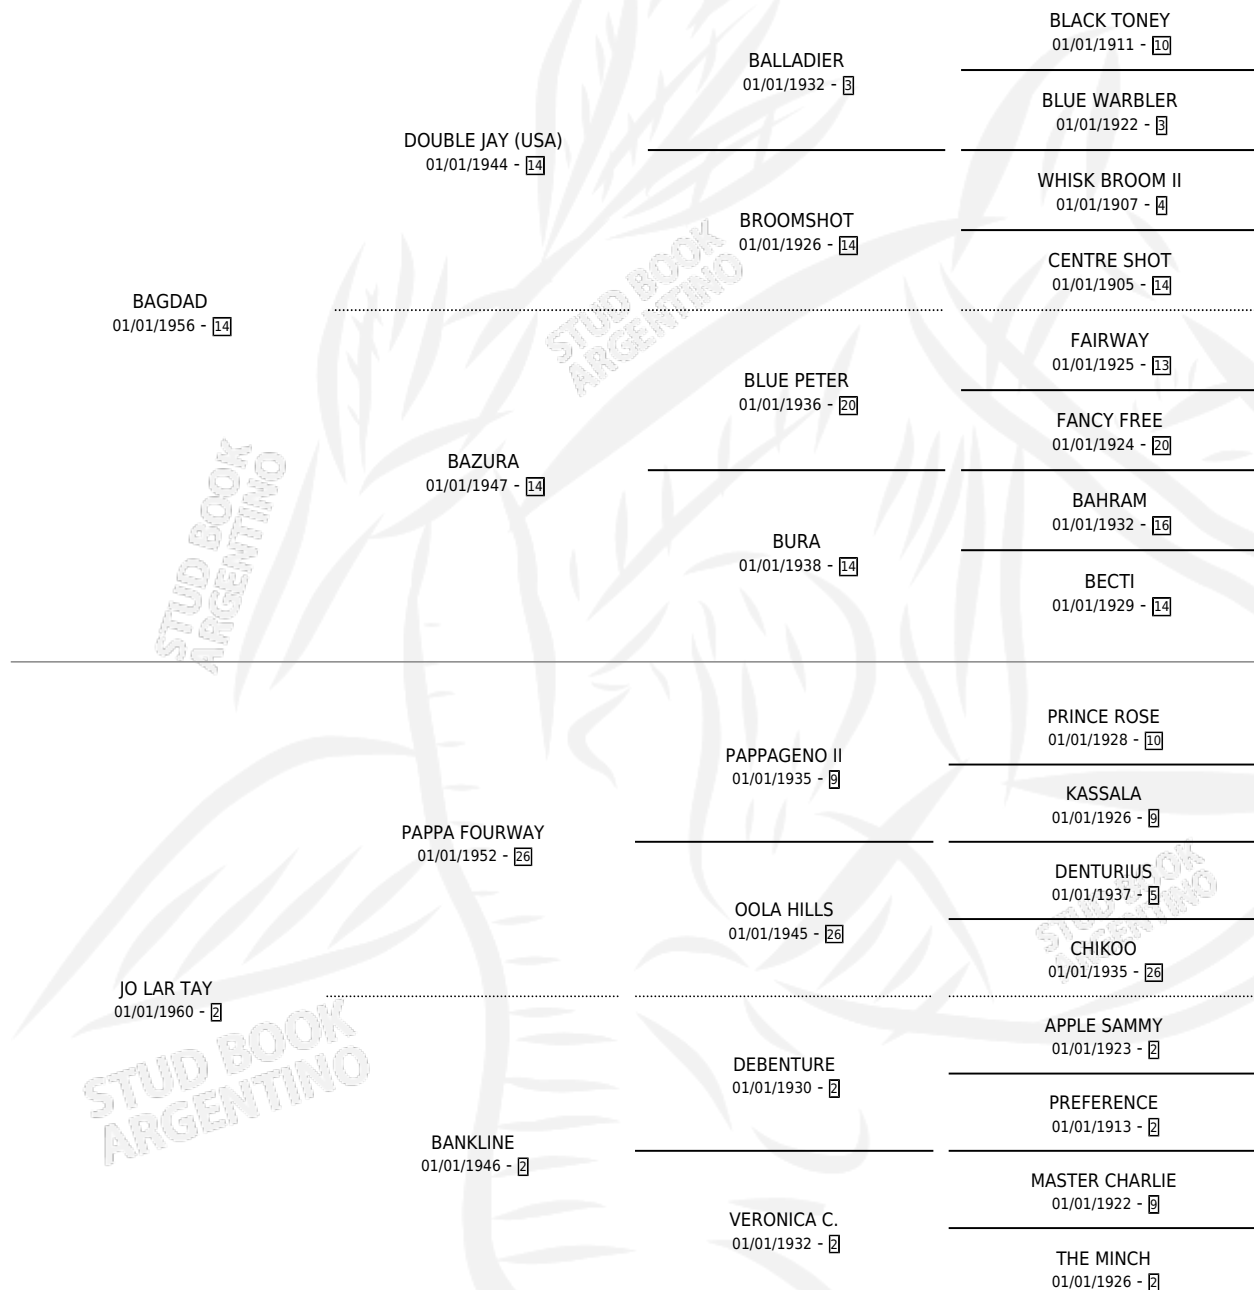 BLACK TONEY
01/01/1911 - 10
BALLADIER
01/01/1932 - 3
BLUE WARBLER
01/01/1922 - 3
DOUBLE JAY (USA)
01/01/1944 - 14
WHISK BROOM II
01/01/1907 - 4
BROOMSHOT
01/01/1926 - 14
CENTRE SHOT
01/01/1905 - 14
BAGDAD
01/01/1956 - 14
STUD BOOK
ARGENTINO
FAIRWAY
01/01/1925 - 13
BLUE PETER
01/01/1936 - 20
FANCY FREE
01/01/1924 - 20
BAZURA
01/01/1947 - 14
BAHRAM
01/01/1932 - 16
BURA
01/01/1938 - 14
BECTI
01/01/1929 - 14
STUD BOOK
ARGENTINO
PRINCE ROSE
01/01/1928 - 10
PAPPAGENO II
01/01/1935 - 9
KASSALA
01/01/1926 - 9
PAPPA FOURWAY
01/01/1952 - 26
DENTURIUS
01/01/1937 - 5
OOLA HILLS
01/01/1945 - 26
CHIKOO
01/01/1935 - 26
STUD BOOK
ARGENTINO
JO LAR TAY
01/01/1960 - 2
STUD BOOK
ARGENTINO
APPLE SAMMY
01/01/1923 - 2
DEBENTURE
01/01/1930 - 2
PREFERENCE
01/01/1913 - 2
BANKLINE
01/01/1946 - 2
MASTER CHARLIE
01/01/1922 - 9
VERONICA C.
01/01/1932 - 2
THE MINCH
01/01/1926 - 2